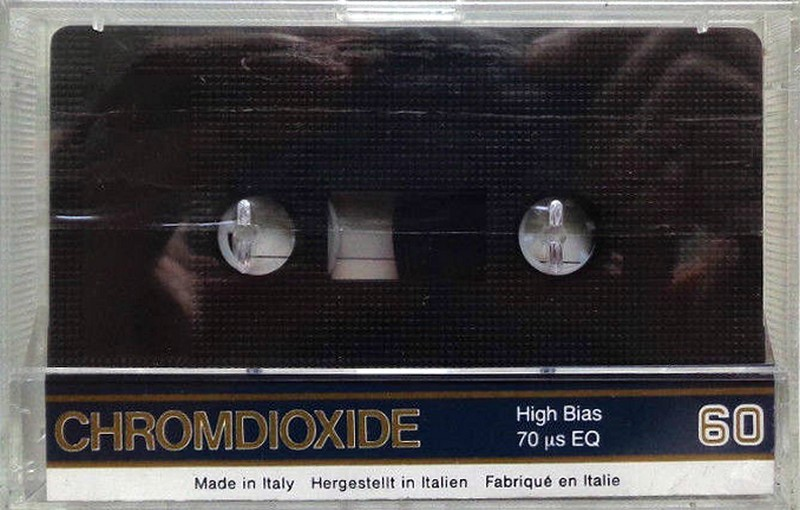 CHROMDIOXIDE
High Bias
70 µs EQ
60
Made in Italy Hergestellt in Italien Fabriqué en Italie